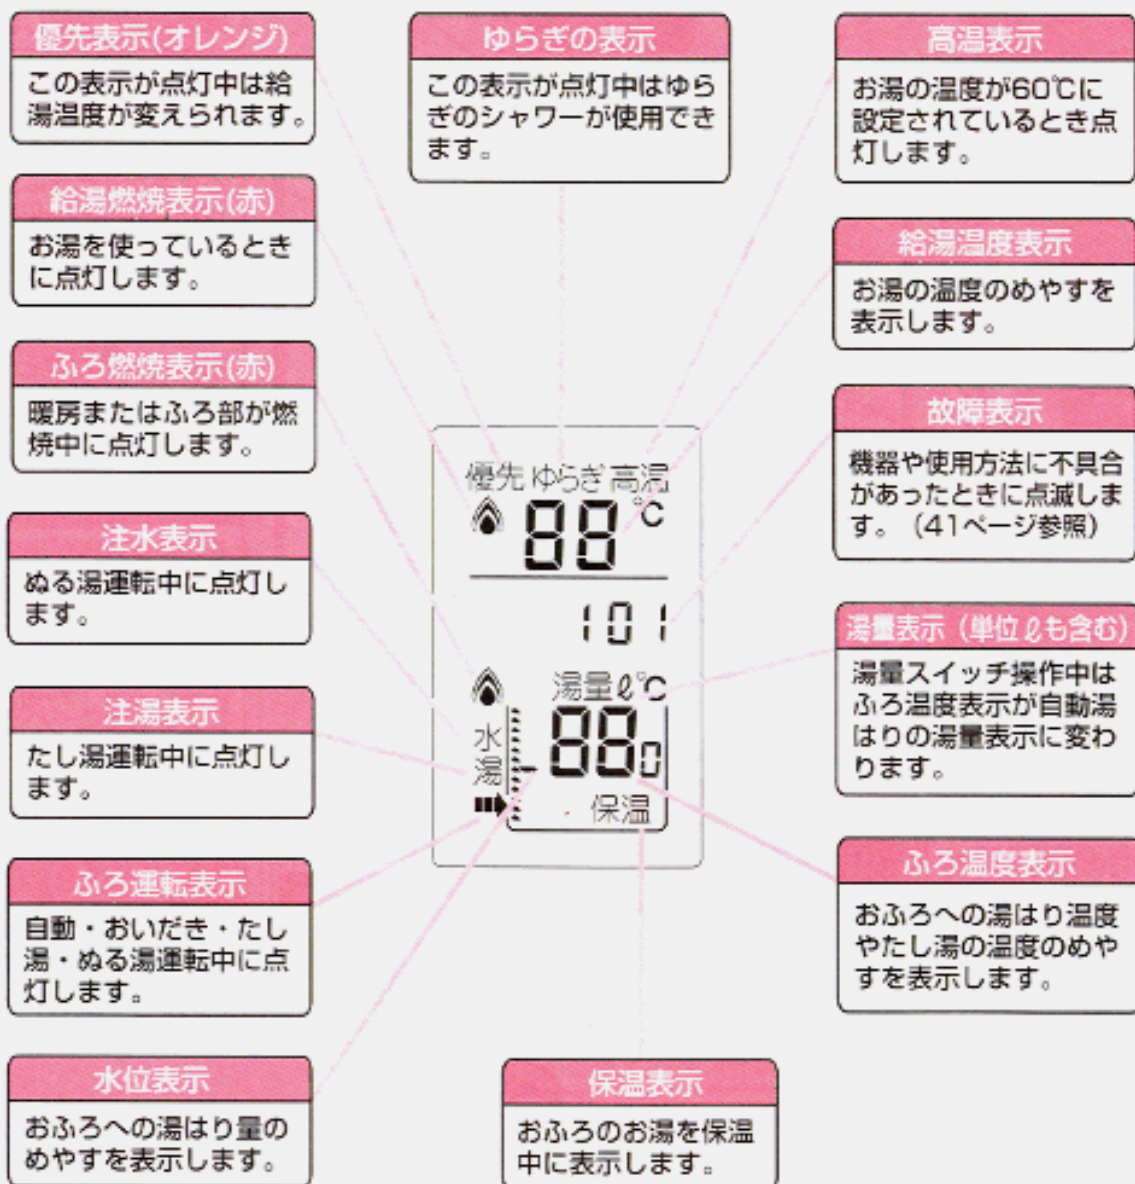 優先表示(オレンジ)
この表示が点灯中は給
湯温度が変えられます。
給湯燃焼表示(赤)
お湯を使っているとき
に点灯します。
ふろ燃焼表示(赤)
暖房またはふろ部が燃
焼中に点灯します。
注水表示
ぬる湯運転中に点灯し
ます。
注湯表示
たし湯運転中に点灯し
ます。
ふろ運転表示
自動・おいだき・たし
湯・ぬる湯運転中に点
灯します。
水位表示
おふろへの湯はり量の
めやすを表示します。
ゆらぎの表示
この表示が点灯中はゆら
ぎのシャワーが使用でき
ます。
優先 ゆらぎ 高温
88℃
101
湯量ℓ℃
水
湯
880
保温
保温表示
おふろのお湯を保温
中に表示します。
高温表示
お湯の温度が60℃に
設定されているとき点
灯します。
給湯温度表示
お湯の温度のめやすを
表示します。
故障表示
機器や使用方法に不具合
があったときに点滅しま
す。（41ページ参照）
湯量表示（単位ℓも含む）
湯量スイッチ操作中は
ふろ温度表示が自動湯
はりの湯量表示に変わ
ります。
ふろ温度表示
おふろへの湯はり温度
やたし湯の温度のめや
すを表示します。